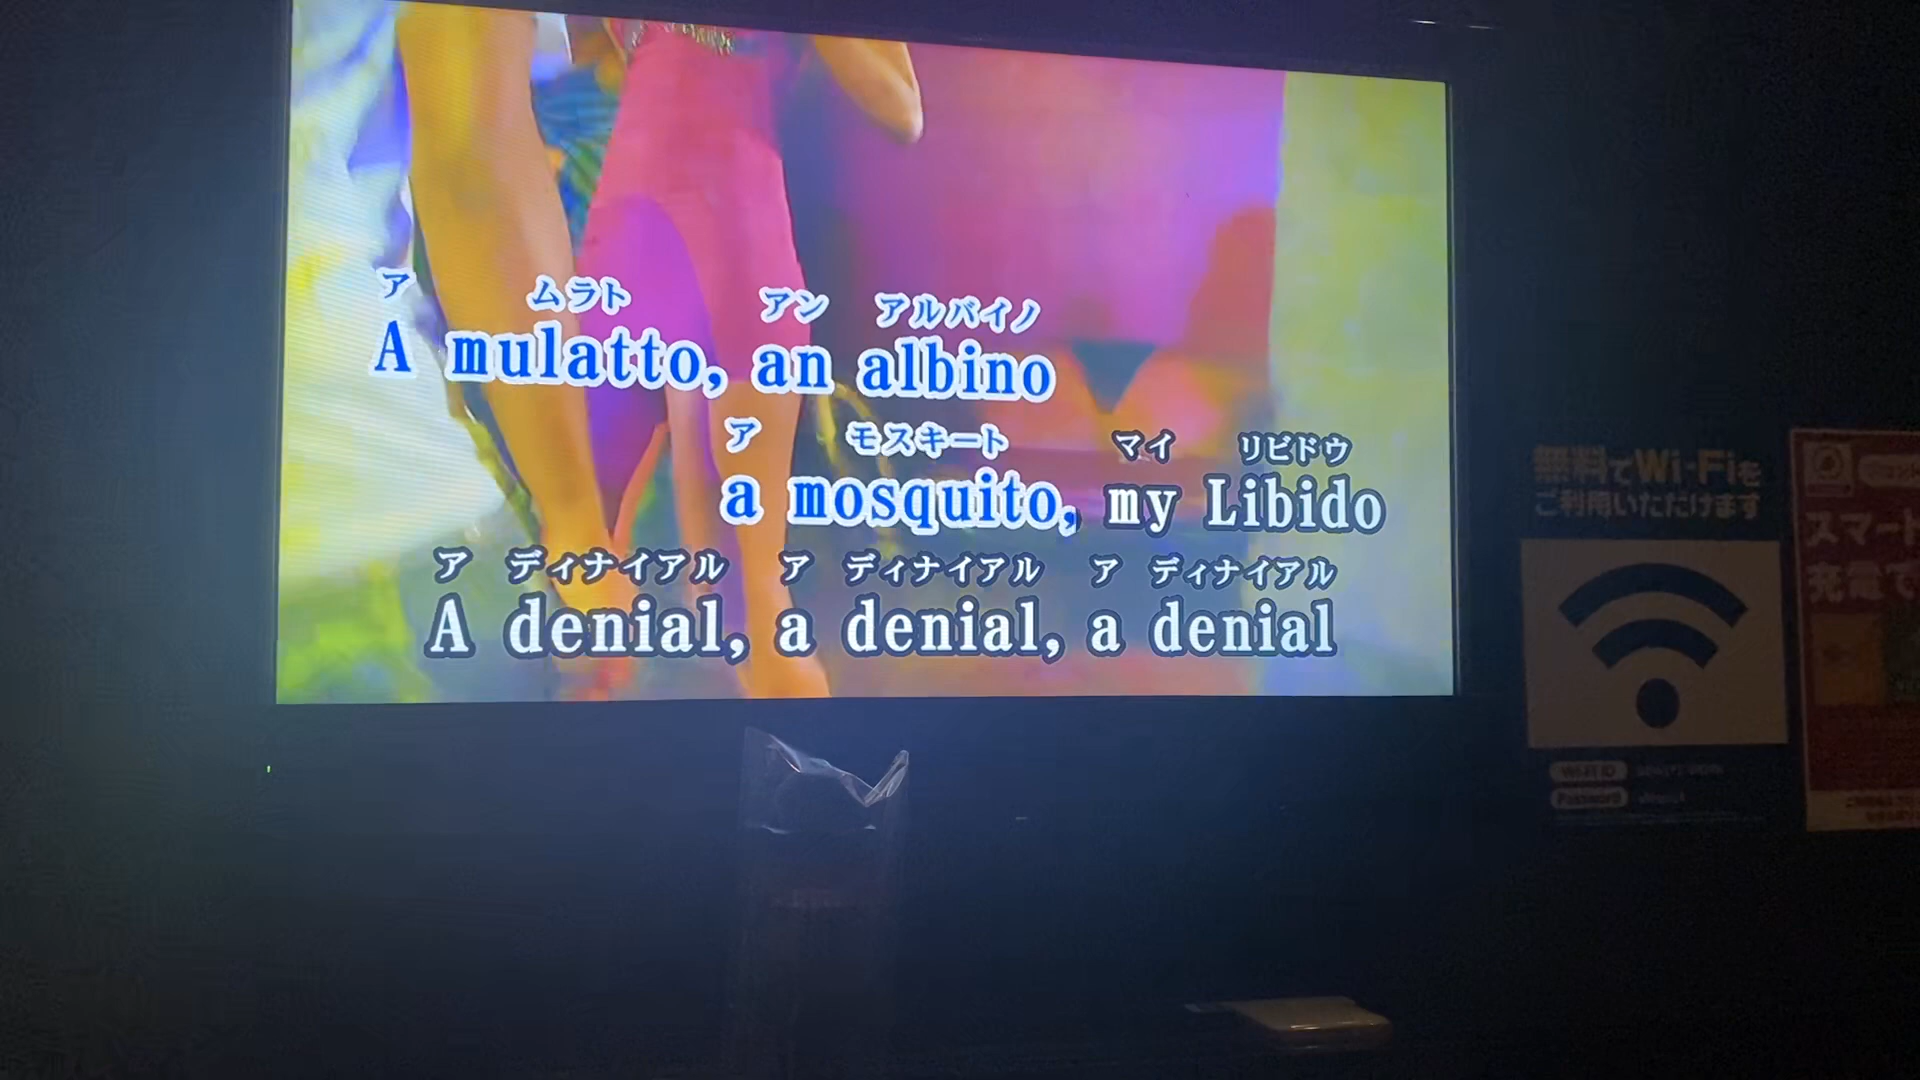 ア ムラト アン アルバイノ
A mulatto, an albino
ア モスキート マイ リビドウ
a mosquito, my Libido
ア ディナイアル ア ディナイアル ア ディナイアル
A denial, a denial, a denial
無料でWi-Fiを
ご利用いただけます
Wi-Fi ID
Password
スマート
充電で